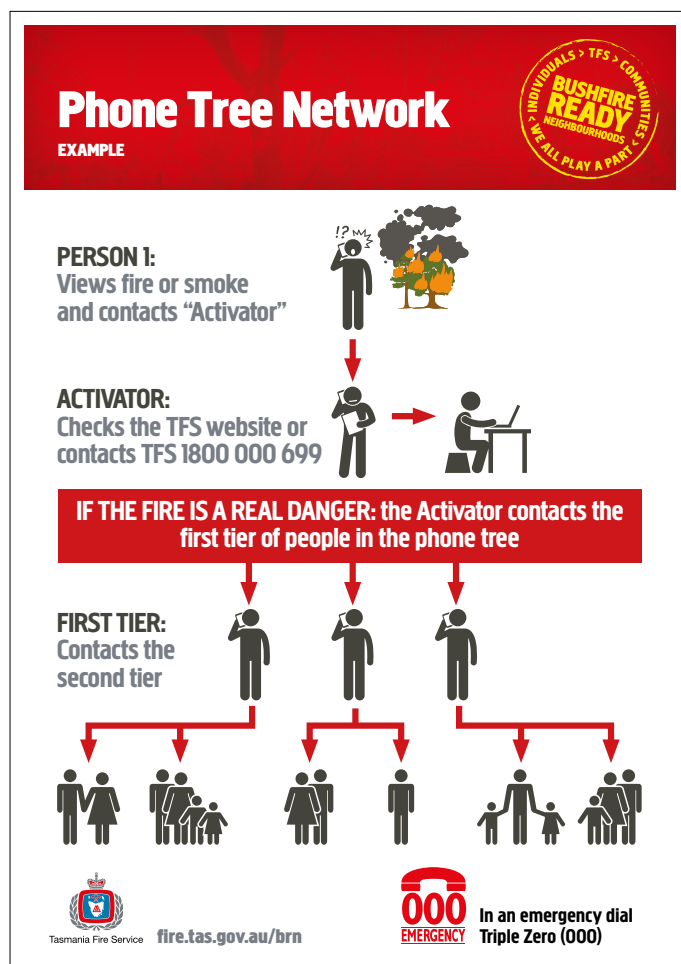 Phone Tree Network
EXAMPLE
INDIVIDUALS > TFS > COMMUNITIES > WE ALL PLAY A PART >
BUSHFIRE
READY
NEIGHBOURHOODS
!?
PERSON 1:
Views fire or smoke
and contacts “Activator”
ACTIVATOR:
Checks the TFS website or
contacts TFS 1800 000 699
IF THE FIRE IS A REAL DANGER: the Activator contacts the
first tier of people in the phone tree
FIRST TIER:
Contacts the
second tier
Tasmania Fire Service
fire.tas.gov.au/brn
000
EMERGENCY
In an emergency dial
Triple Zero (000)